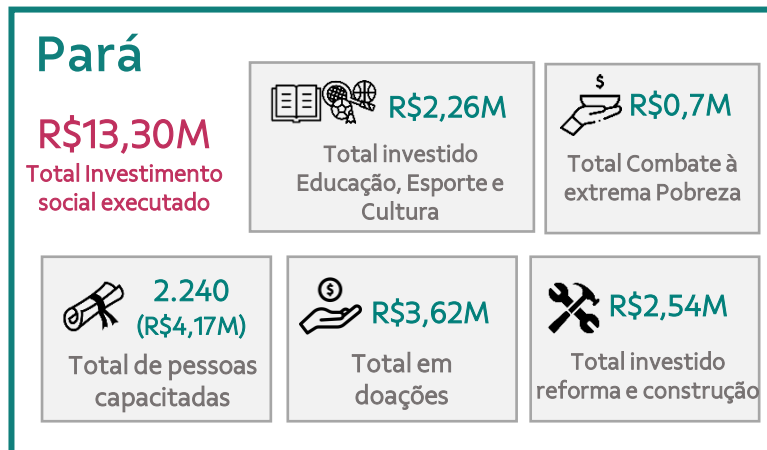 Pará
R$13,30M
Total Investimento
social executado
R$2,26M
Total investido
Educação, Esporte e
Cultura
$
R$0,7M
Total Combate à
extrema Pobreza
2.240
(R$4,17M)
Total de pessoas
capacitadas
$
R$3,62M
Total em
doações
R$2,54M
Total investido
reforma e construção